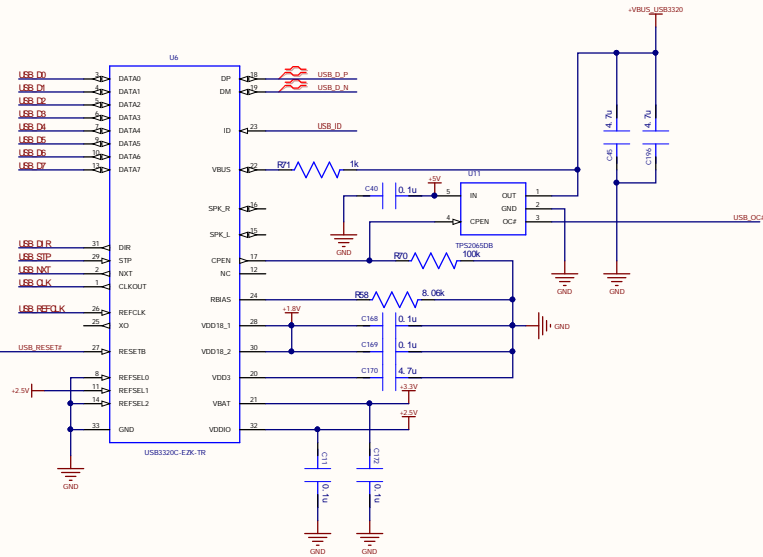 +VBUS_USB3320
U6
USB_D0 3 DATA0 DP 18 USB_D_P
USB_D1 4 DATA1 DM 19 USB_D_N
USB_D2 5 DATA2
USB_D3 6 DATA3
USB_D4 7 DATA4 ID 23 USB_ID
USB_D5 9 DATA5
USB_D6 10 DATA6
USB_D7 13 DATA7 VBUS 22 R71 1k
4.7u 4.7u
C45 C196
U11
C40 0.1u +5V 5 IN OUT 1
GND 2
4 CPEN OC# 3 USB_OC#
TPS2065DB
GND
SPK_R 16
SPK_L 15
USB_DIR 31 DIR
USB_STP 29 STP CPEN 17 R70 100k
USB_NXT 2 NXT NC 12
USB_CLK 1 CLKOUT
GND GND
RBIAS 24 R58 8.06k
USB_REFCLK 26 REFCLK
25 XO VDD18_1 28 +1.8V C168 0.1u GND
USB_RESET# 27 RESETB VDD18_2 30 C169 0.1u
8 REFSEL0 VDD3 20 C170 4.7u
+2.5V 11 REFSEL1 +3.3V
14 REFSEL2 VBAT 21
+2.5V
33 GND VDDIO 32
USB3320C-EZK-TR
C11 C172
0.1u 0.1u
GND
GND GND